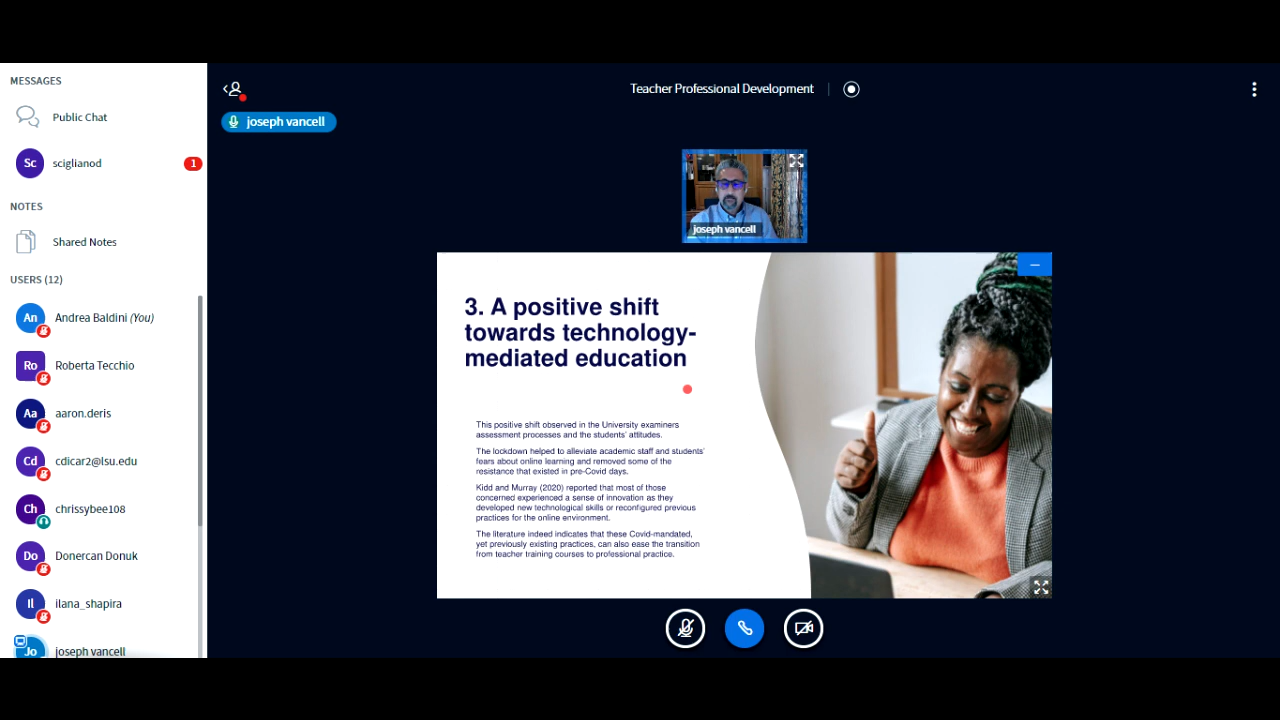 MESSAGES
Public Chat
Sc sciglianod 1
NOTES
Shared Notes
USERS (12)
An Andrea Baldini (You)
Ro Roberta Tecchio
Aa aaron.deris
Cd cdicar2@lsu.edu
Ch chrissybee108
Do Donercan Donuk
Il ilana_shapira
Jo joseph vancell
Teacher Professional Development
joseph vancell
joseph vancell
3. A positive shift
towards technology-
mediated education
This positive shift observed in the University examiners
assessment processes and the students' attitudes.
The lockdown helped to alleviate academic staff and students'
fears about online learning and removed some of the
resistance that existed in pre-Covid days.
Kidd and Murray (2020) reported that most of those
concerned experienced a sense of innovation as they
developed new technological skills or reconfigured previous
practices for the online environment.
The literature indeed indicates that these Covid-mandated,
yet previously existing practices, can also ease the transition
from teacher training courses to professional practice.